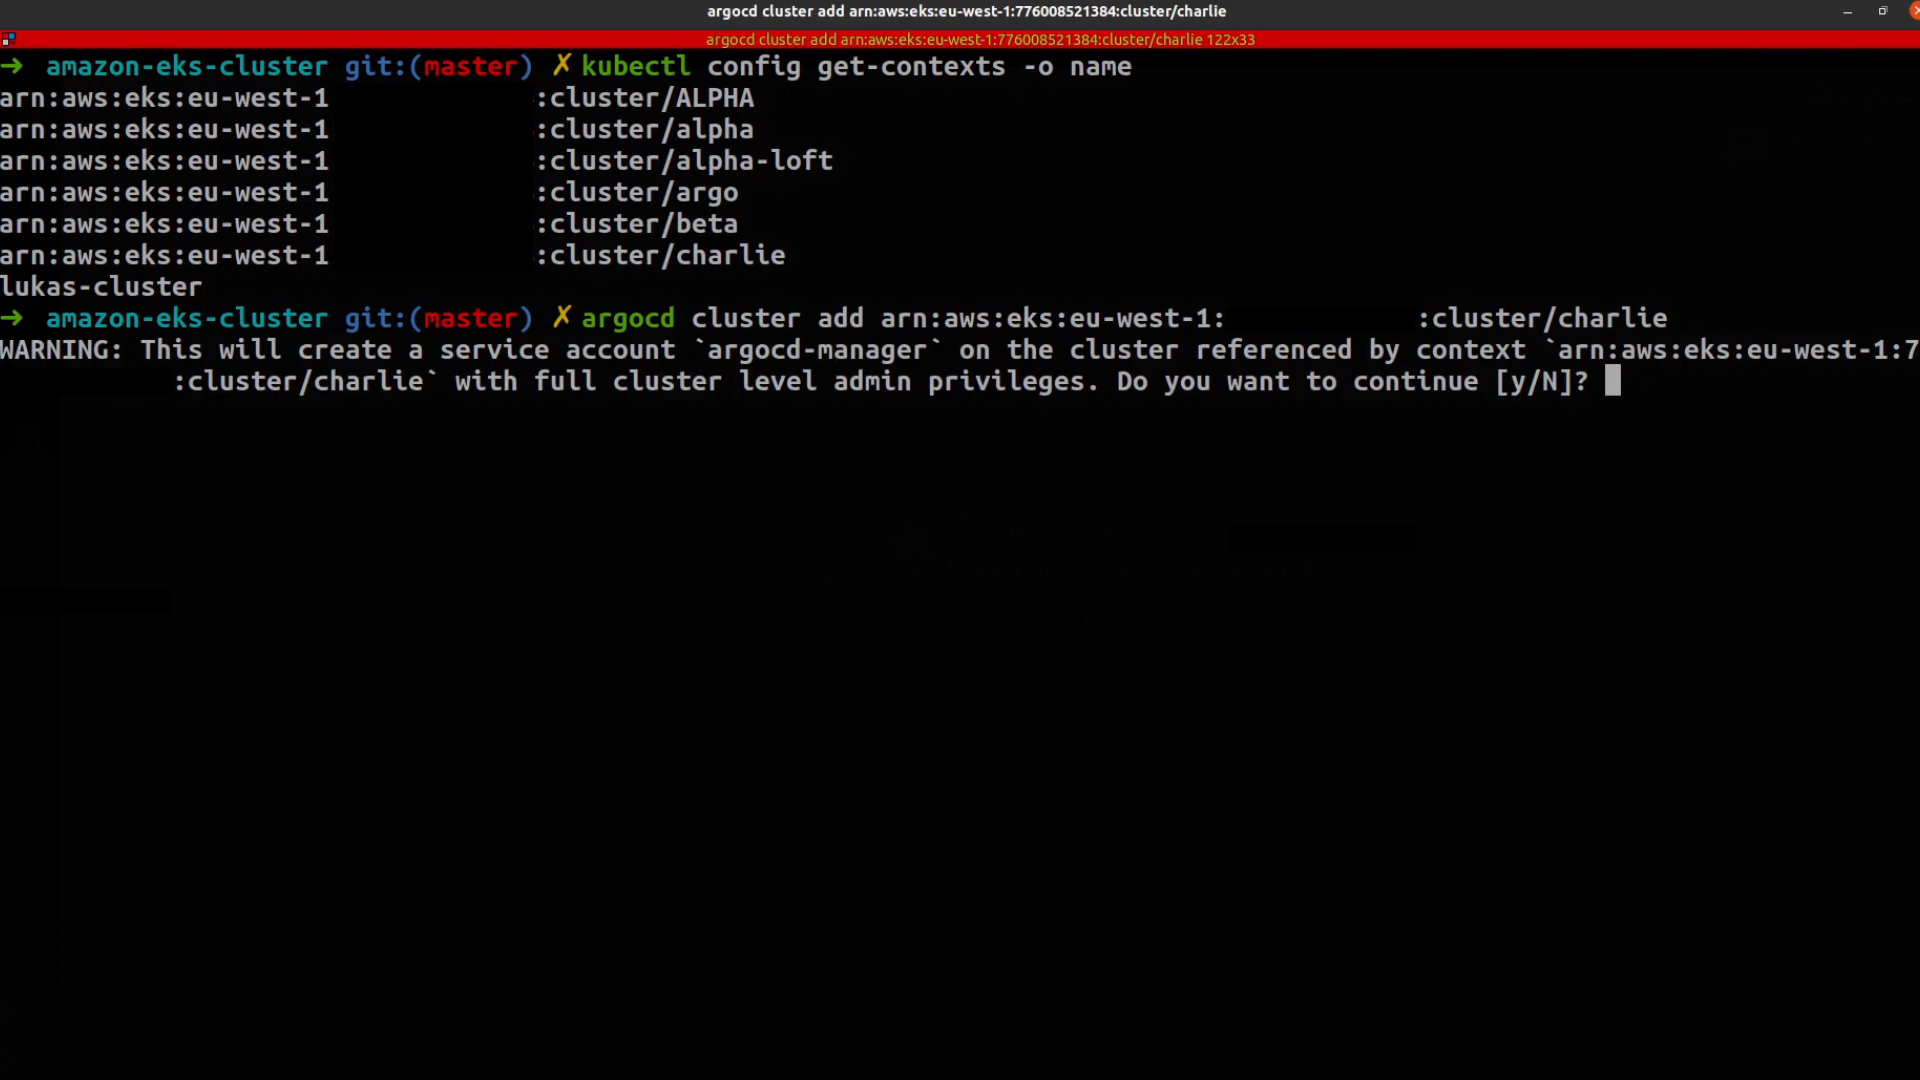 argocd cluster add arn:aws:eks:eu-west-1:776008521384:cluster/charlie
argocd cluster add arn:aws:eks:eu-west-1:776008521384:cluster/charlie 122x33
➔ amazon-eks-cluster git:(master) ✗ kubectl config get-contexts -o name
arn:aws:eks:eu-west-1 :cluster/ALPHA
arn:aws:eks:eu-west-1 :cluster/alpha
arn:aws:eks:eu-west-1 :cluster/alpha-loft
arn:aws:eks:eu-west-1 :cluster/argo
arn:aws:eks:eu-west-1 :cluster/beta
arn:aws:eks:eu-west-1 :cluster/charlie
lukas-cluster
➔ amazon-eks-cluster git:(master) ✗ argocd cluster add arn:aws:eks:eu-west-1: :cluster/charlie
WARNING: This will create a service account `argocd-manager` on the cluster referenced by context `arn:aws:eks:eu-west-1:7
:cluster/charlie` with full cluster level admin privileges. Do you want to continue [y/N]?